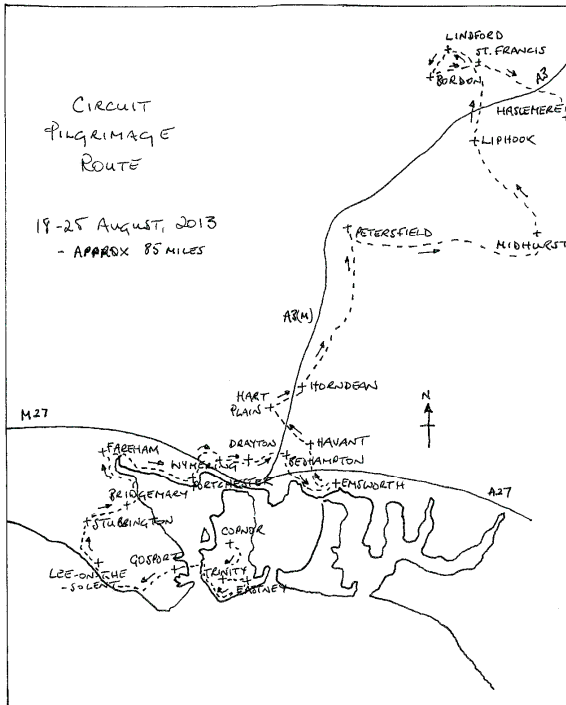 CIRCUIT
PILGRIMAGE
ROUTE
18-25 AUGUST, 2013
- APPROX 85 MILES
LINDFORD
ST. FRANCIS
BORDON
A3
HASLEMERE
LIPHOOK
PETERSFIELD
MIDHURST
A3(M)
HORNDEAN
HART
PLAIN
N
M27
FAREHAM
DRAYTON
HAVANT
WYMERING
BEDHAMPTON
PORTCHESTER
EMSWORTH
BRIDGEMARY
A27
STUBBINGTON
COPNOR
GOSPORT
LEE-ON-THE
-SOLENT
TRINITY
EASTNEY